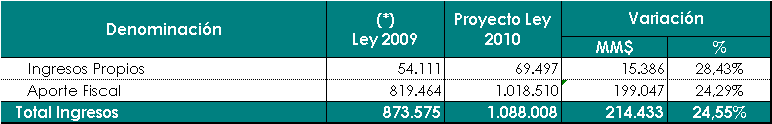 Denominación (*) Ley 2009 Proyecto Ley 2010 Variación
MM$ %
Ingresos Propios 54.111 69.497 15.386 28,43%
Aporte Fiscal 819.464 1.018.510 199.047 24,29%
Total Ingresos 873.575 1.088.008 214.433 24,55%